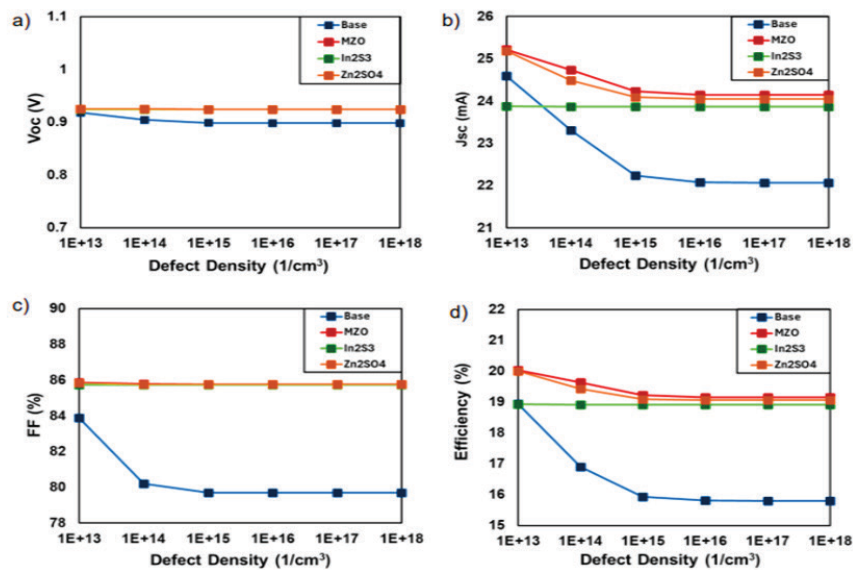 a)
1.1
1
0.9
0.8
0.7
Voc (V)
Base
MZO
In2S3
Zn2SO4
1E+13 1E+14 1E+15 1E+16 1E+17 1E+18
Defect Density (1/cm³)
b)
26
25
24
23
22
21
Jsc (mA)
Base
MZO
In2S3
Zn2SO4
1E+13 1E+14 1E+15 1E+16 1E+17 1E+18
Defect Density (1/cm³)
c)
90
88
86
84
82
80
78
FF (%)
Base
MZO
In2S3
Zn2SO4
1E+13 1E+14 1E+15 1E+16 1E+17 1E+18
Defect Density (1/cm³)
d)
22
21
20
19
18
17
16
15
Efficiency (%)
Base
MZO
In2S3
Zn2SO4
1E+13 1E+14 1E+15 1E+16 1E+17 1E+18
Defect Density (1/cm³)